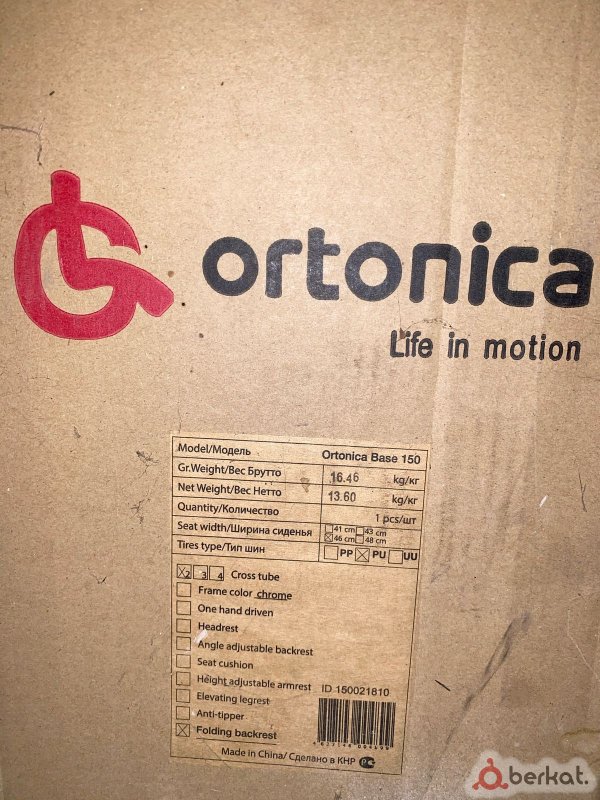 ortonica
Life in motion
Model/Модель Ortonica Base 150
Gr.Weight/Вес Брутто 16.46 kg/кг
Net Weight/Вес Нетто 13.60 kg/кг
Quantity/Количество 1 pcs/шт
Seat width/Ширина сиденья 41 cm 43 cm
46 cm 48 cm
Tires type/Тип шин PP PU UU
2 3 4 Cross tube
Frame color chrome
One hand driven
Headrest
Angle adjustable backrest
Seat cushion
Height adjustable armrest ID 150021810
Elevating legrest
Anti-tipper
Folding backrest
Made in China/ Сделано в КНР
berkat.